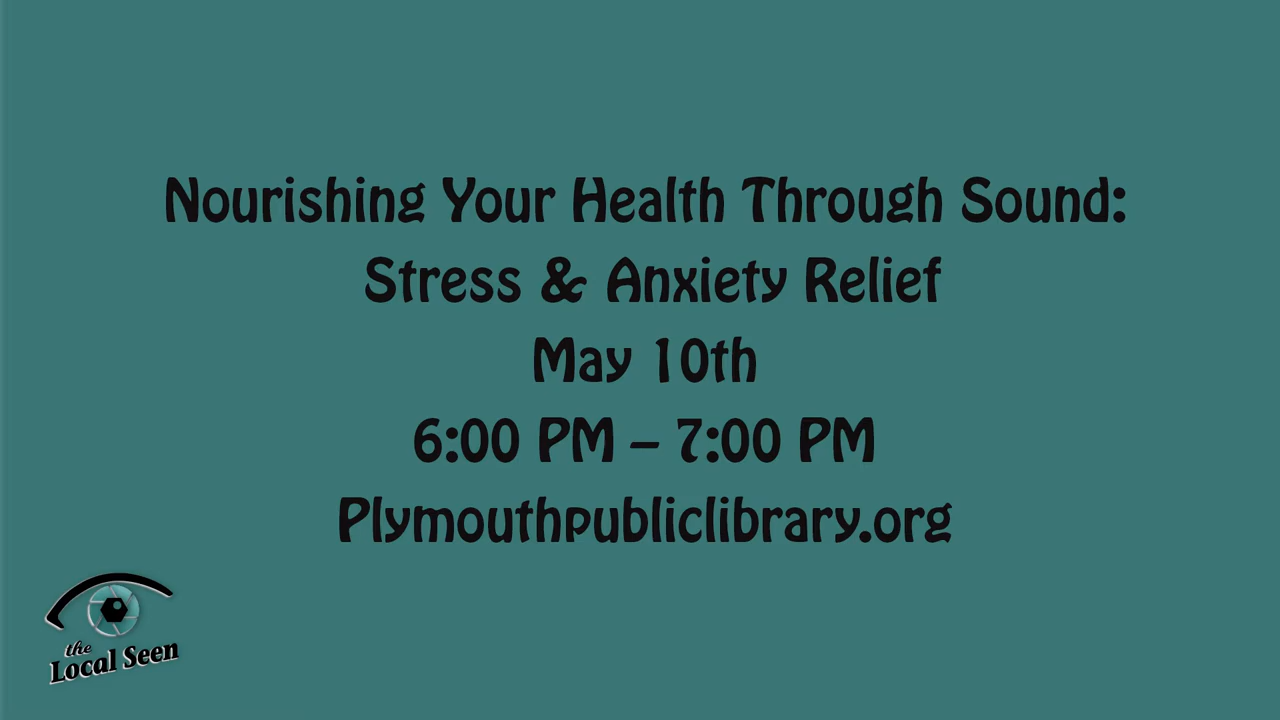 Nourishing Your Health Through Sound:
Stress & Anxiety Relief
May 10th
6:00 PM – 7:00 PM
Plymouthpubliclibrary.org
the
Local Seen